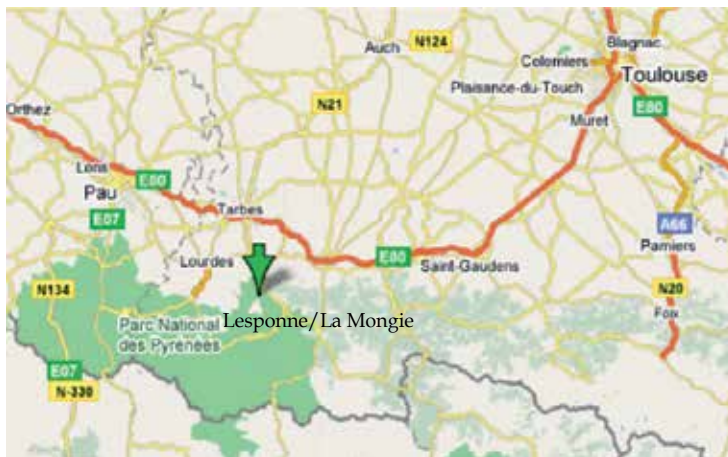 Blagnac
N124
Auch
Colomiers
Toulouse
Plaisance-du-Touch
N21
Orthez
E80
Muret
Lons
E80
Pau
E07
Tarbes
A66
Lourdes
E80
Pamiers
Saint-Gaudens
N134
N20
Parc National
des Pyrénées
Lesponne/La Mongie
Foix
E07
N-330